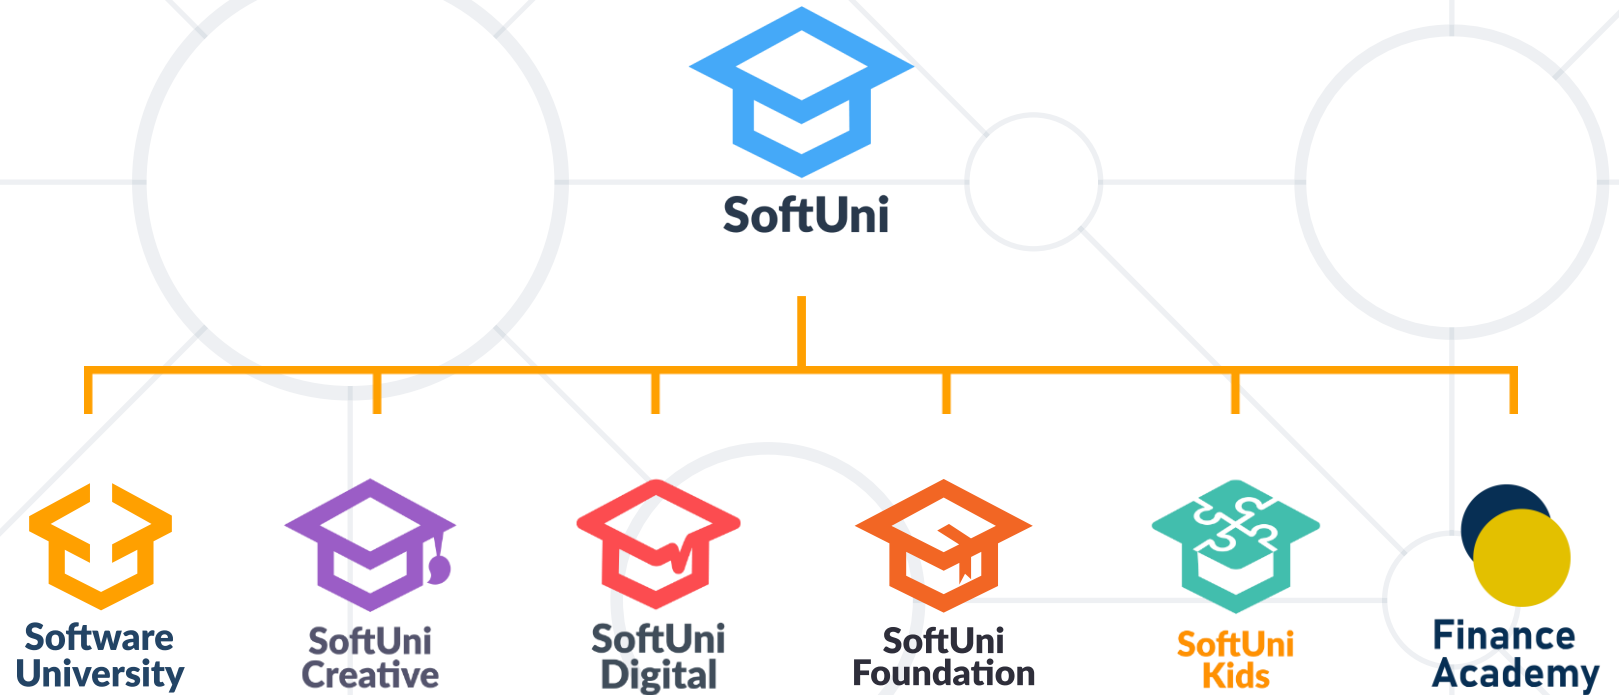 SoftUni
Software
University
SoftUni
Creative
SoftUni
Digital
SoftUni
Foundation
SoftUni
Kids
Finance
Academy